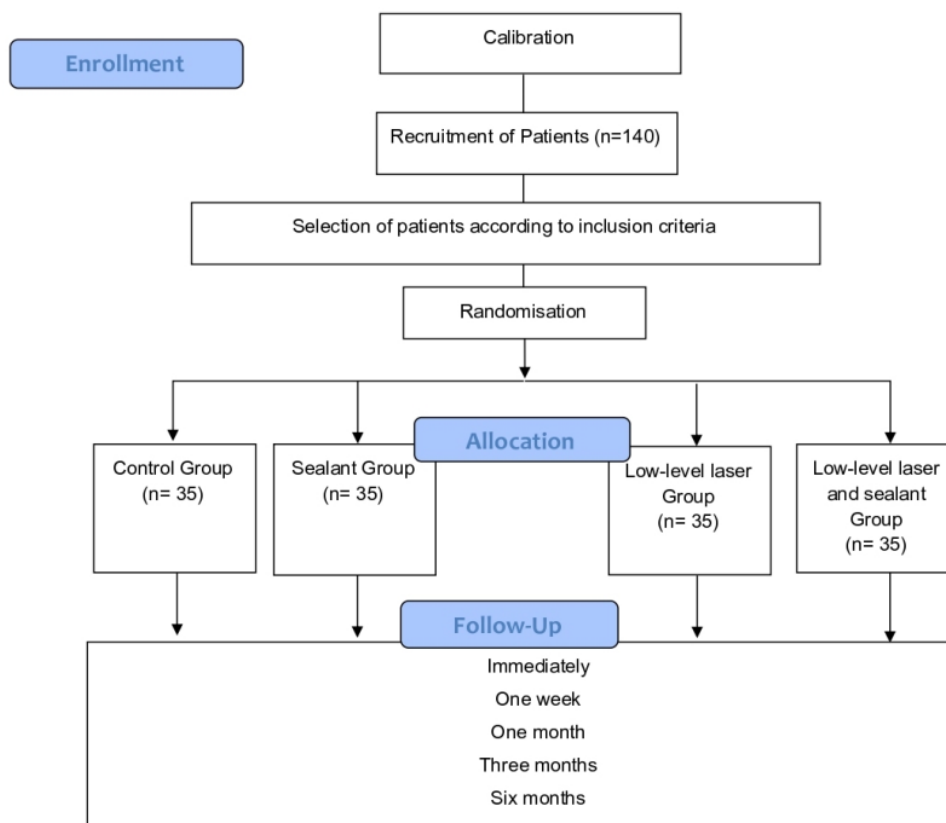 Calibration
Enrollment
Recruitment of Patients (n=140)
Selection of patients according to inclusion criteria
Randomisation
Allocation
Control Group
(n= 35)
Sealant Group
(n= 35)
Low-level laser
Group
(n= 35)
Low-level laser
and sealant
Group
(n= 35)
Follow-Up
Immediately
One week
One month
Three months
Six months